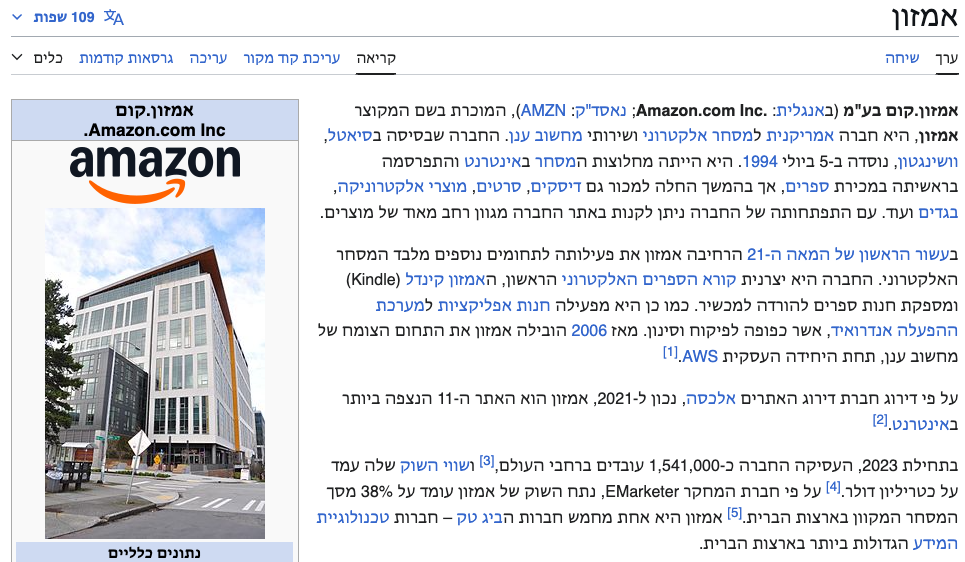 אמזון
109 שפות
ערך שיחה
קריאה עריכת קוד מקור עריכה גרסאות קודמות כלים
אמזון.קום בע"מ (באנגלית: Amazon.com Inc.‎; נאסד"ק: AMZN), המוכרת בשם המקוצר
אמזון, היא חברה אמריקנית למסחר אלקטרוני ושירותי מחשוב ענן. החברה שבסיסה בסיאטל,
וושינגטון, נוסדה ב-5 ביולי 1994. היא הייתה מחלוצות המסחר באינטרנט והתפרסמה
בראשיתה במכירת ספרים, אך בהמשך החלה למכור גם דיסקים, סרטים, מוצרי אלקטרוניקה,
בגדים ועוד. עם התפתחותה של החברה ניתן לקנות באתר החברה מגוון רחב מאוד של מוצרים.
בעשור הראשון של המאה ה-21 הרחיבה אמזון את פעילותה לתחומים נוספים מלבד המסחר
האלקטרוני. החברה היא יצרנית קורא הספרים האלקטרוני הראשון, האמזון קינדל (Kindle)
ומספקת חנות ספרים להורדה למכשיר. כמו כן היא מפעילה חנות אפליקציות למערכת
ההפעלה אנדרואיד, אשר כפופה לפיקוח וסינון. מאז 2006 הובילה אמזון את התחום הצומח של
מחשוב ענן, תחת היחידה העסקית AWS.[1]
על פי דירוג חברת דירוג האתרים אלכסה, נכון ל-2021, אמזון הוא האתר ה-11 הנצפה ביותר
באינטרנט.[2]
בתחילת 2023, העסיקה החברה כ-1,541,000 עובדים ברחבי העולם,[3] ושווי השוק שלה עמד
על כטריליון דולר.[4] על פי חברת המחקר EMarketer, נתח השוק של אמזון עומד על 38% מסך
המסחר המקוון בארצות הברית.[5] אמזון היא אחת מחמש חברות הביג טק – חברות טכנולוגיית
המידע הגדולות ביותר בארצות הברית.
אמזון.קום
Amazon.com Inc.
amazon
נתונים כלליים